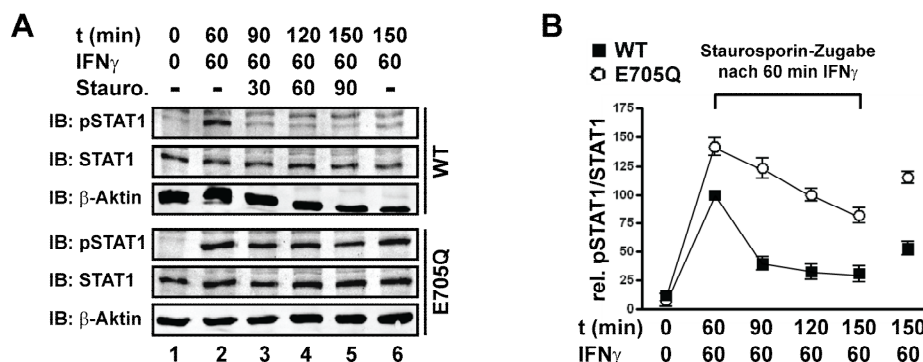 A
t (min) 0 60 90 120 150 150
IFNγ 0 60 60 60 60 60
Stauro. - - 30 60 90 -
IB: pSTAT1
IB: STAT1
IB: β-Aktin
WT
IB: pSTAT1
IB: STAT1
IB: β-Aktin
E705Q
1 2 3 4 5 6
B
WT
E705Q
Staurosporin-Zugabe
nach 60 min IFNγ
rel. pSTAT1/STAT1
175
150
125
100
75
50
25
0
t (min) 0 60 90 120 150 150
IFNγ 0 60 60 60 60 60